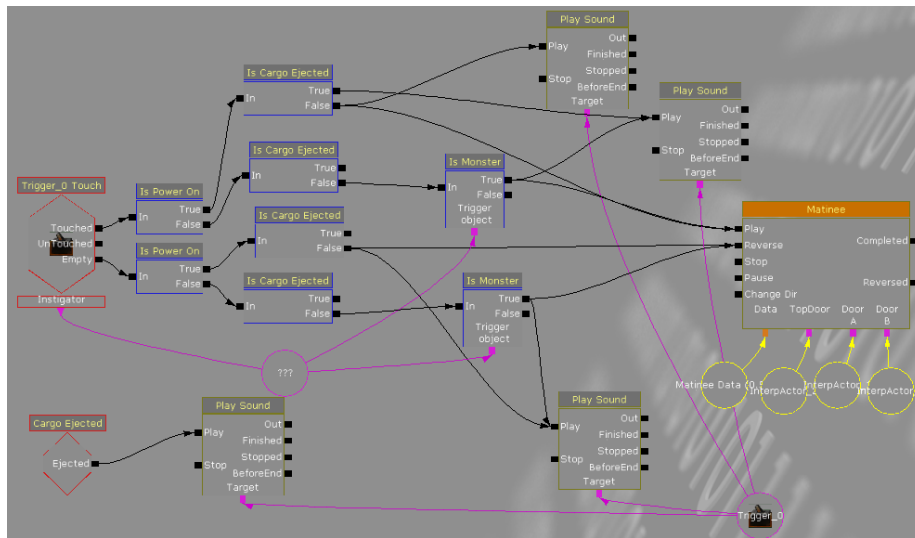 Play Sound
Play
Stop
Out
Finished
Stopped
BeforeEnd
Target
Is Cargo Ejected
In
True
False
Play Sound
Play
Stop
Out
Finished
Stopped
BeforeEnd
Target
Is Cargo Ejected
In
True
False
Is Monster
In
True
False
Trigger
object
Trigger_0 Touch
Touched
UnTouched
Empty
Instigator
Is Power On
In
True
False
Is Power On
In
True
False
Is Cargo Ejected
In
True
False
Matinee
Play
Reverse
Stop
Pause
Change Dir
Completed
Reversed
Data
TopDoor
Door
A
Door
B
Is Cargo Ejected
In
True
False
Is Monster
In
True
False
Trigger
object
???
Matinee Data
InterpActor
InterpActor
InterpActor
Cargo Ejected
Ejected
Play Sound
Play
Stop
Out
Finished
Stopped
BeforeEnd
Target
Play Sound
Play
Stop
Out
Finished
Stopped
BeforeEnd
Target
Trigger_0